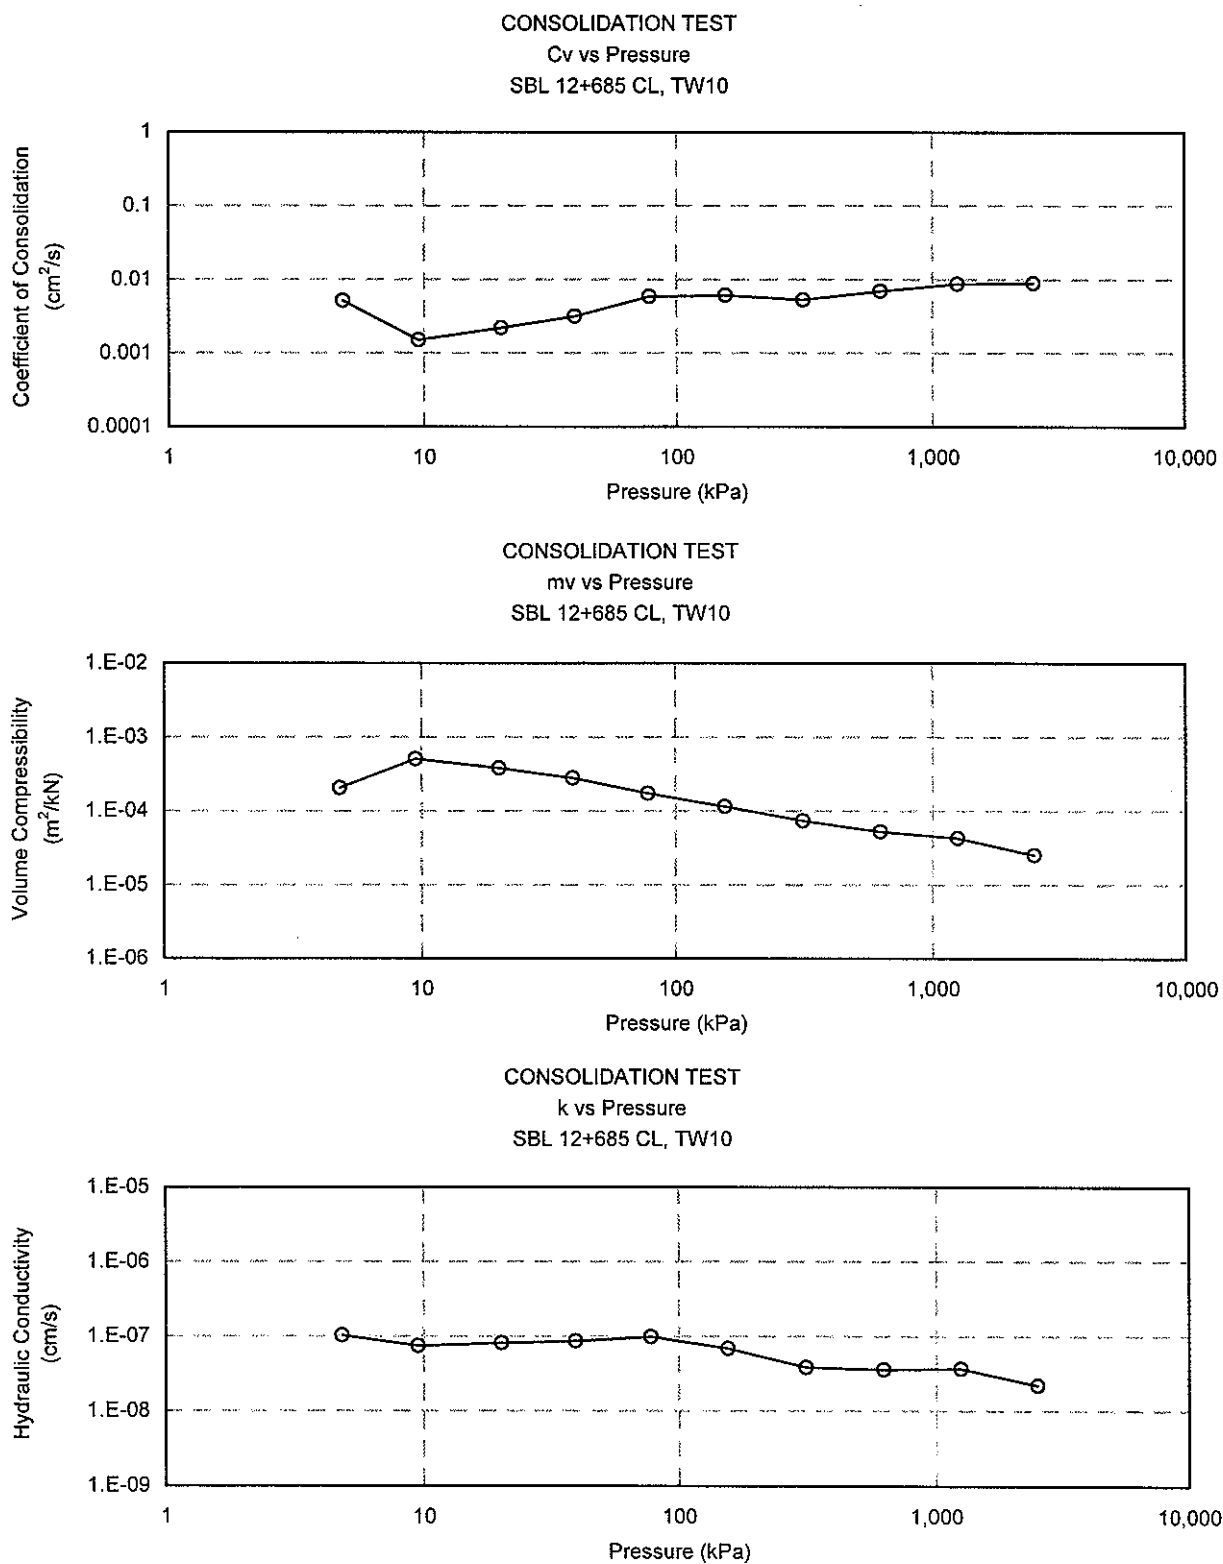 CONSOLIDATION TEST
Cv vs Pressure
SBL 12+685 CL, TW10
Coefficient of Consolidation
(cm²/s)
1
0.1
0.01
0.001
0.0001
1 10 100 1,000 10,000
Pressure (kPa)
CONSOLIDATION TEST
mv vs Pressure
SBL 12+685 CL, TW10
Volume Compressibility
(m²/kN)
1.E-02
1.E-03
1.E-04
1.E-05
1.E-06
1 10 100 1,000 10,000
Pressure (kPa)
CONSOLIDATION TEST
k vs Pressure
SBL 12+685 CL, TW10
Hydraulic Conductivity
(cm/s)
1.E-05
1.E-06
1.E-07
1.E-08
1.E-09
1 10 100 1,000 10,000
Pressure (kPa)